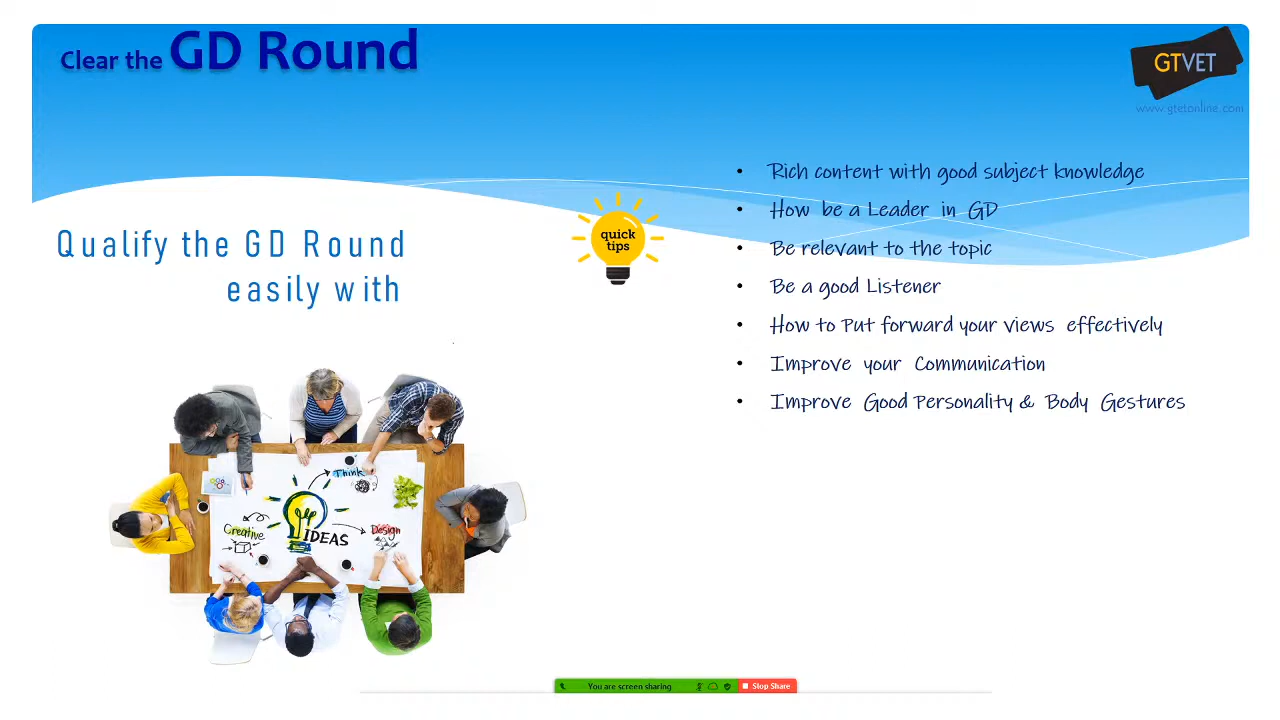 Clear the GD Round
GTVET
www.gtetonline.com
Qualify the GD Round
easily with
quick
tips
• Rich content with good subject knowledge
• How be a Leader in GD
• Be relevant to the topic
• Be a good Listener
• How to Put forward your views effectively
• Improve your Communication
• Improve Good Personality & Body Gestures
Think
Creative
IDEAS
Design
You are screen sharing
Stop Share